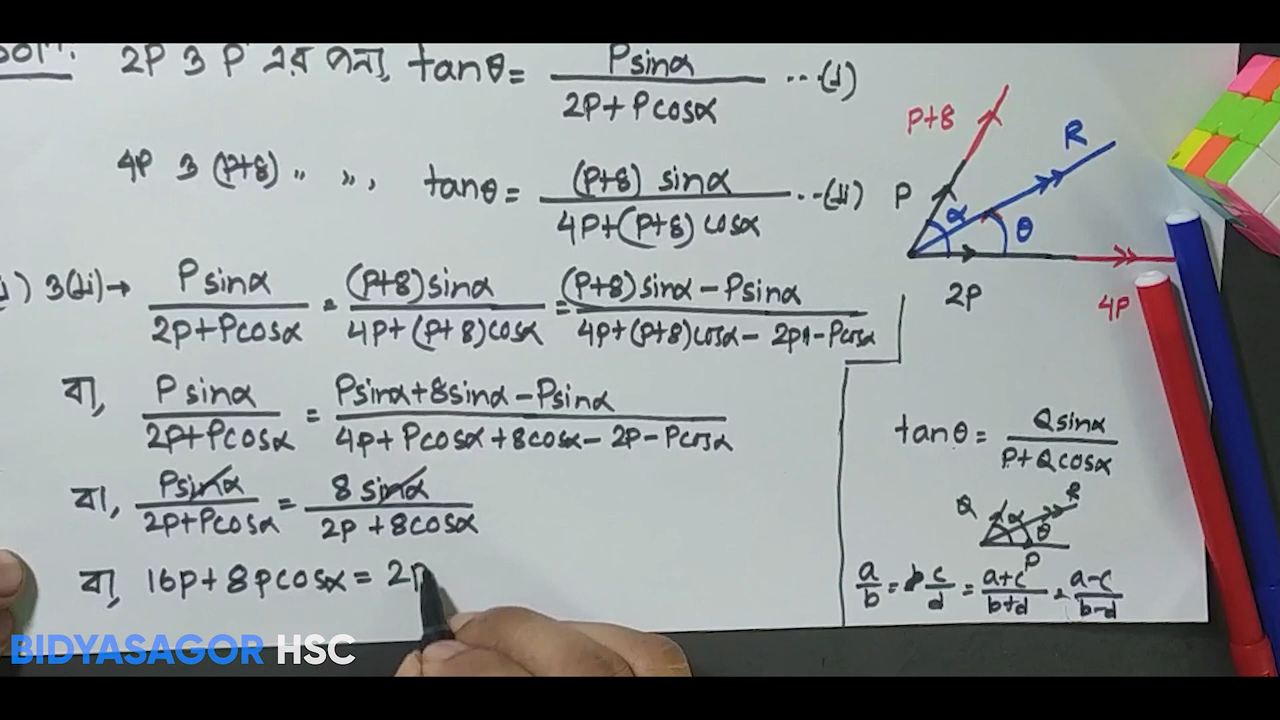 2P ও P এর জন্য, tanθ = Psinα / 2P+Pcosα ...(i)
4P ও (P+8) " ", tanθ = (P+8) sinα / 4P+(P+8) cosα ...(ii)
(i) ও (ii) → Psinα / 2P+Pcosα = (P+8)sinα / 4P+(P+8)cosα = (P+8)sinα − Psinα / 4P+(P+8)cosα − 2P − Pcosα
বা, Psinα / 2P+Pcosα = Psinα+8sinα−Psinα / 4P+Pcosα+8cosα−2P−Pcosα
বা, Psinα / 2P+Pcosα = 8sinα / 2P+8cosα
বা, 16P+8Pcosα = 2P
P+8
R
P
α
θ
2P
4P
tanθ = Qsinα / P+Qcosα
Q
α
R
θ
P
a/b = c/d = a+c/b+d = a−c/b−d
BIDYASAGOR HSC